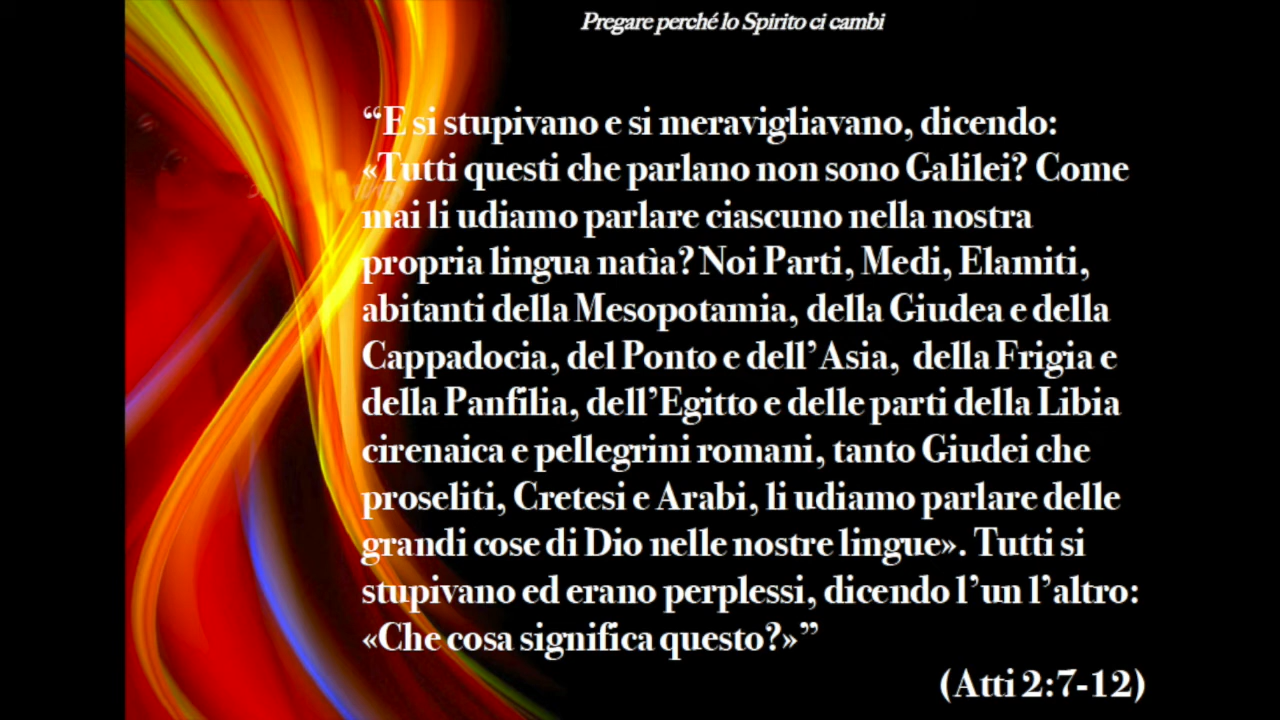 Pregare perché lo Spirito ci cambi
“E si stupivano e si meravigliavano, dicendo:
«Tutti questi che parlano non sono Galilei? Come
mai li udiamo parlare ciascuno nella nostra
propria lingua natìa? Noi Parti, Medi, Elamiti,
abitanti della Mesopotamia, della Giudea e della
Cappadocia, del Ponto e dell’Asia,  della Frigia e
della Panfilia, dell’Egitto e delle parti della Libia
cirenaica e pellegrini romani, tanto Giudei che
proseliti, Cretesi e Arabi, li udiamo parlare delle
grandi cose di Dio nelle nostre lingue». Tutti si
stupivano ed erano perplessi, dicendo l’un l’altro:
«Che cosa significa questo?»”
(Atti 2:7-12)